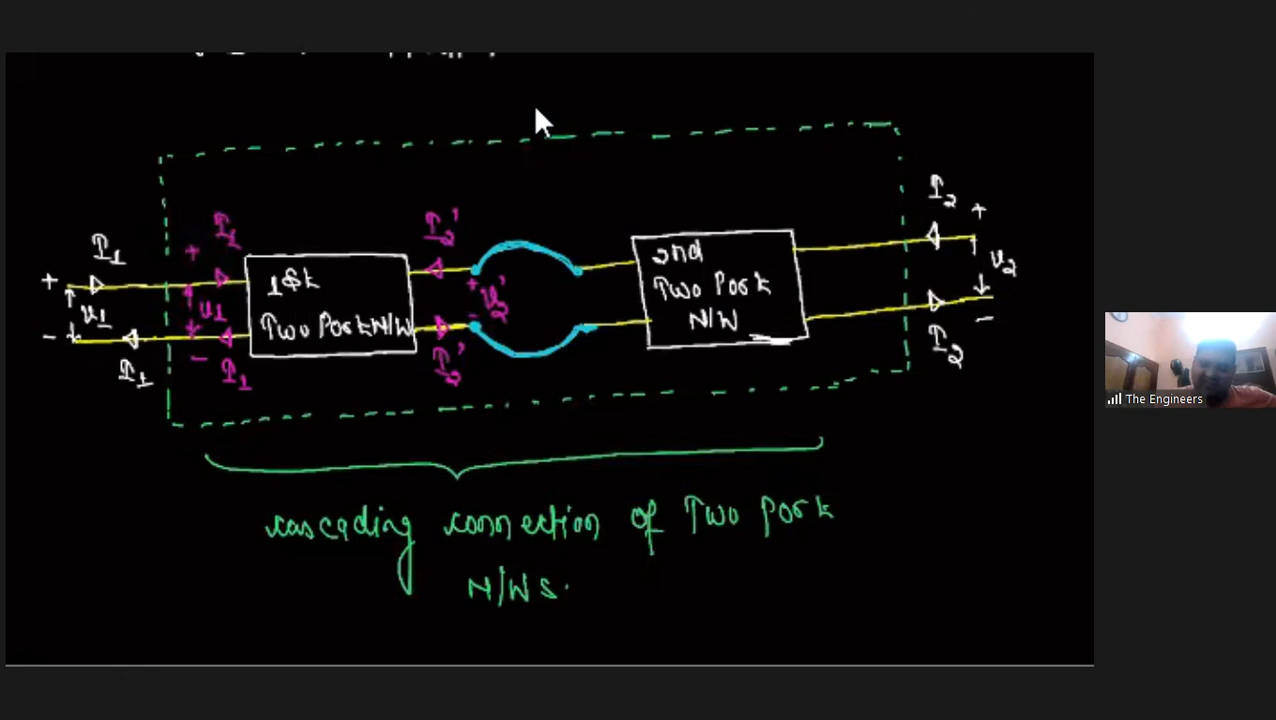 I2
+
I1
I1
I2'
+
+
2nd
v2
+
1st
v2'
Two Port
v1
v1
Two Port N/W
N/W
-
-
-
-
I1
I1
I2'
I2
The Engineers
cascading connection of Two Port
N/Ws.